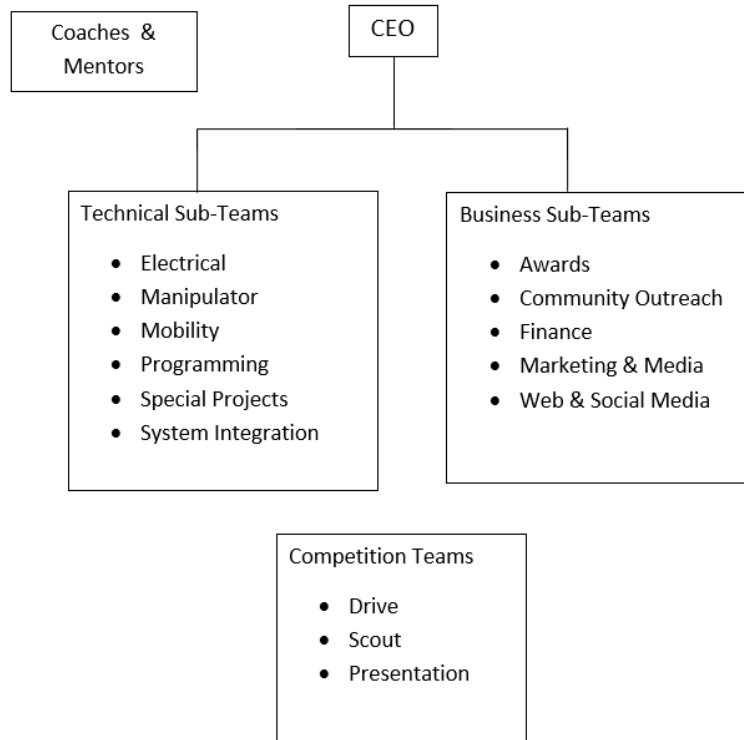 Coaches &
Mentors
CEO
Technical Sub-Teams
• Electrical
• Manipulator
• Mobility
• Programming
• Special Projects
• System Integration
Business Sub-Teams
• Awards
• Community Outreach
• Finance
• Marketing & Media
• Web & Social Media
Competition Teams
• Drive
• Scout
• Presentation